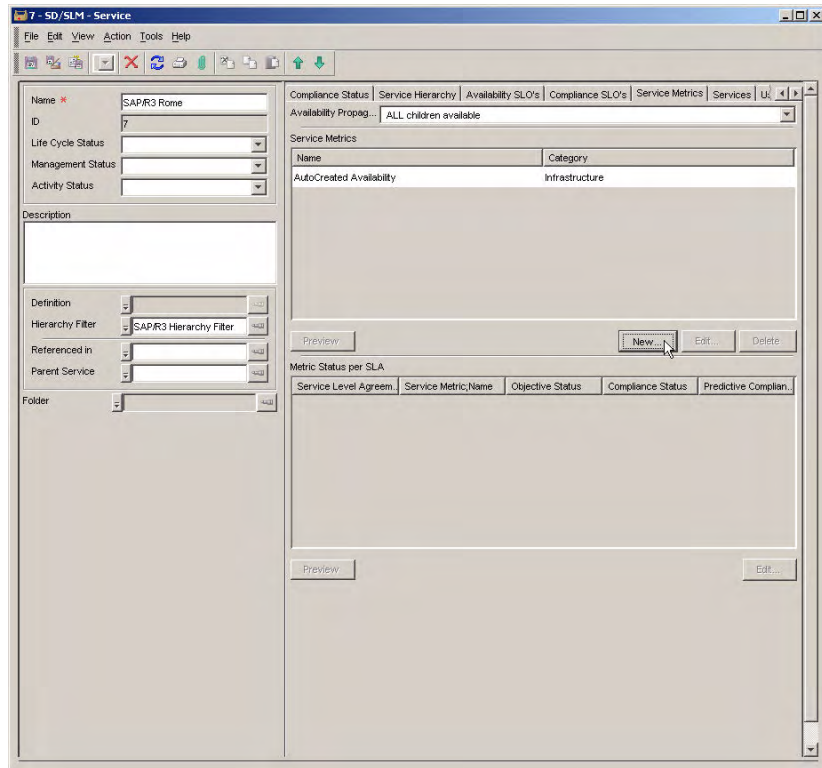 7 - SD/SLM - Service
File Edit View Action Tools Help
Name *
SAP/R3 Rome
ID
7
Life Cycle Status
Management Status
Activity Status
Description
Definition
Hierarchy Filter
SAP/R3 Hierarchy Filter
Referenced in
Parent Service
Folder
Compliance Status Service Hierarchy Availability SLO's Compliance SLO's Service Metrics Services
Availability Propag... ALL children available
Service Metrics
Name Category
AutoCreated Availability Infrastructure
Preview New... Edit... Delete
Metric Status per SLA
Service Level Agreem.. Service Metric;Name Objective Status Compliance Status Predictive Complian..
Preview Edit...